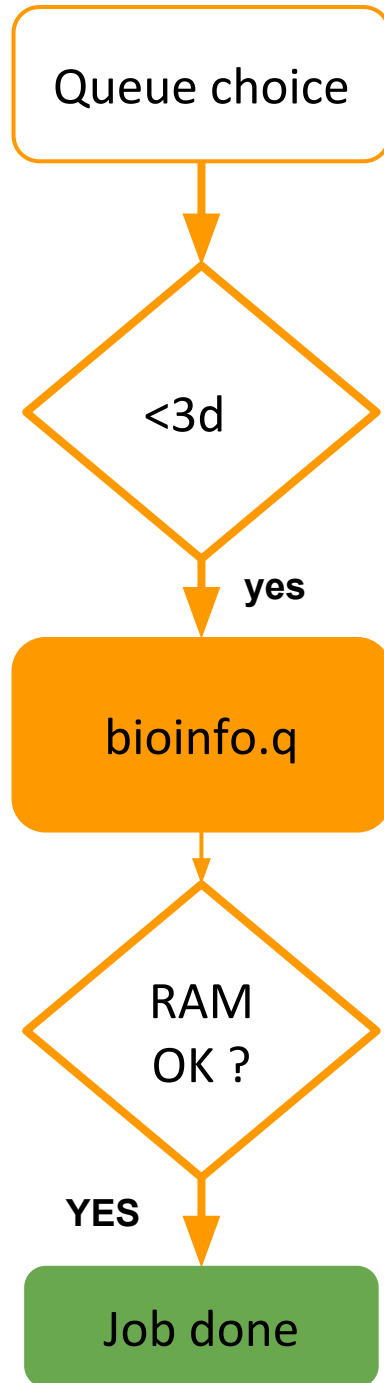 Queue choice
<3d
yes
bioinfo.q
RAM
OK ?
YES
Job done